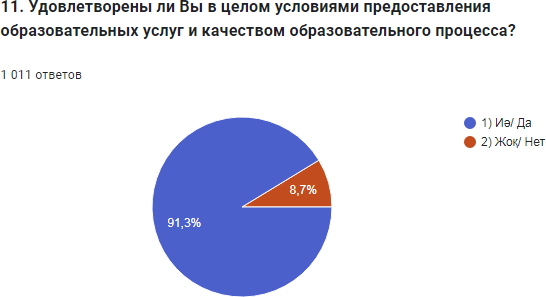 11. Удовлетворены ли Вы в целом условиями предоставления
образовательных услуг и качеством образовательного процесса?
1 011 ответов
1) Иә/ Да
2) Жоқ/ Нет
8,7%
91,3%